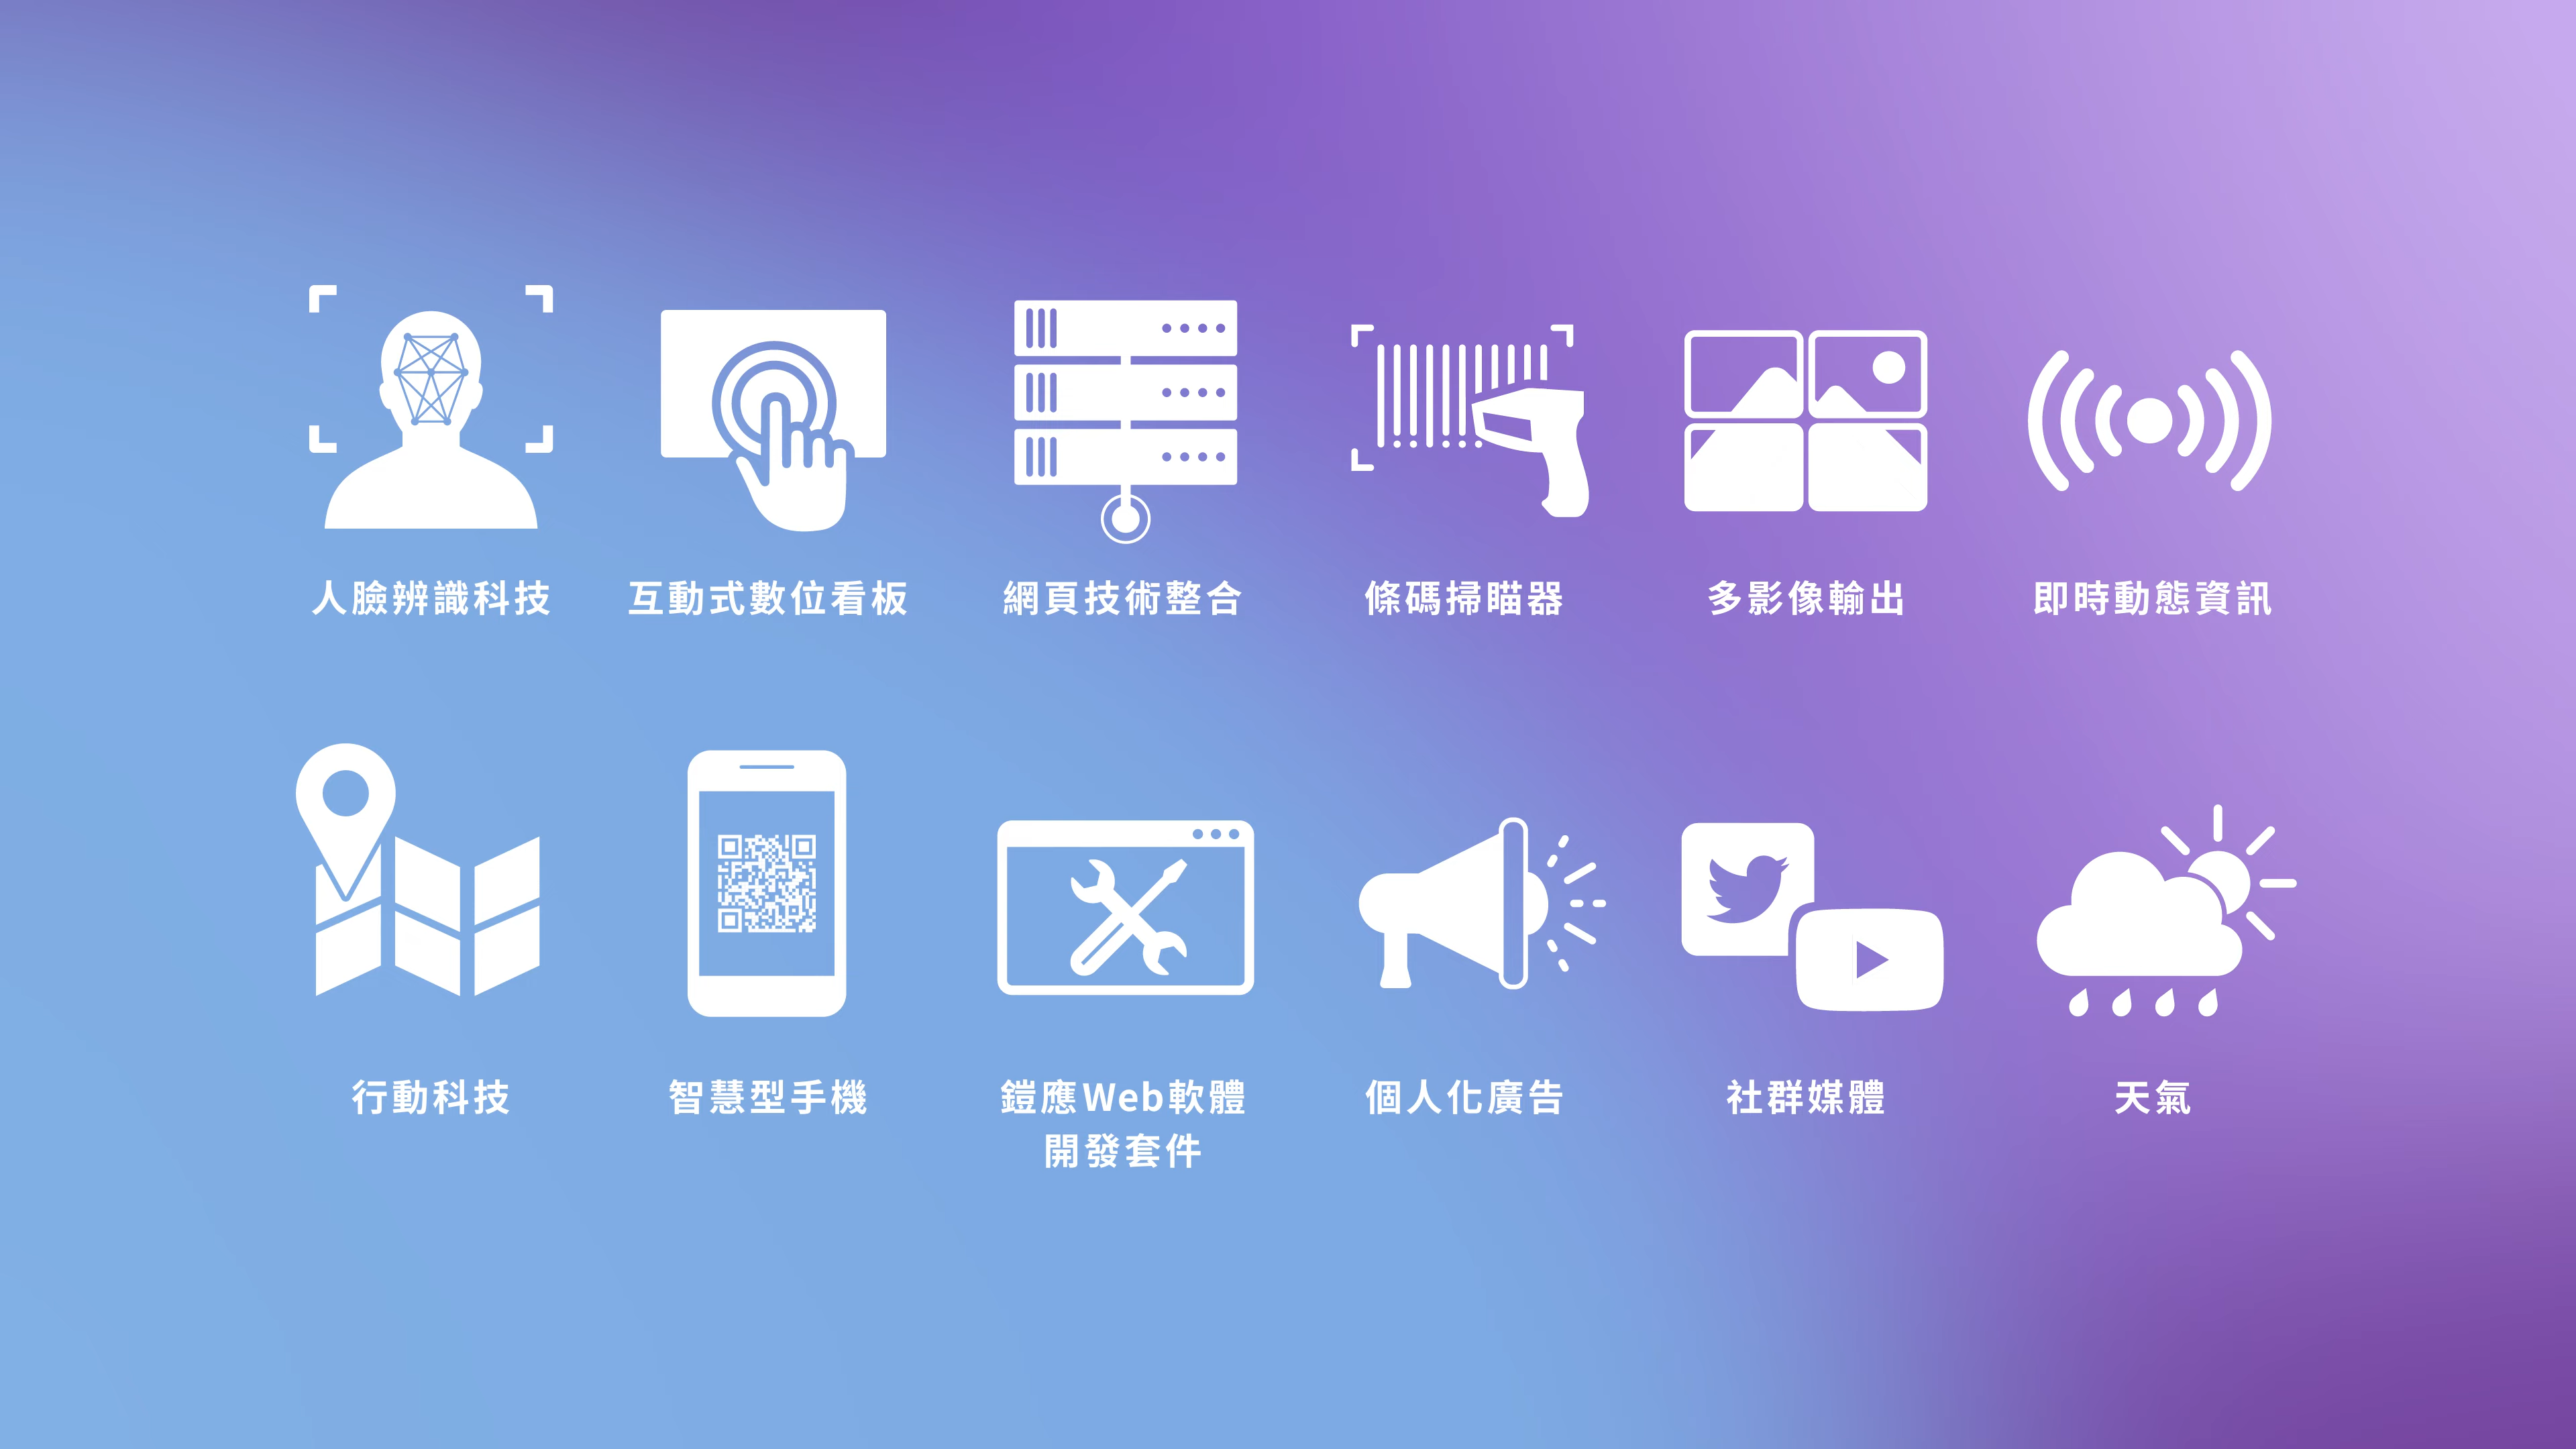 人臉辨識科技
互動式數位看板
網頁技術整合
條碼掃瞄器
多影像輸出
即時動態資訊
行動科技
智慧型手機
鎧應Web軟體
開發套件
個人化廣告
社群媒體
天氣